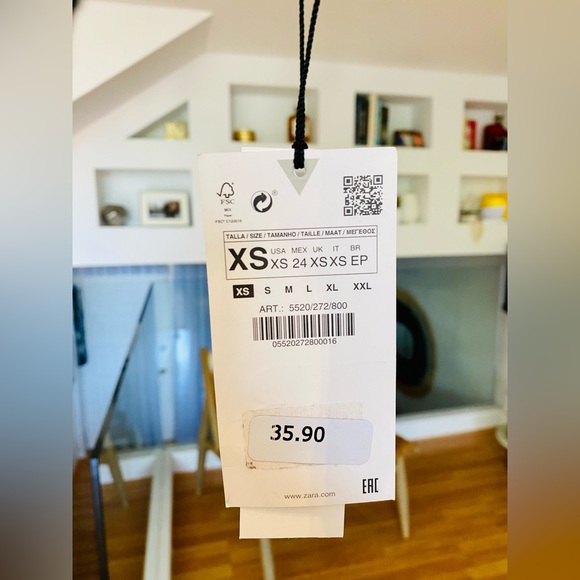 FSC
MIX
TALLA / SIZE / TAMANHO / TAILLE / MAAT / ΜΕΓΕΘΟΣ
XS USA MEX UK IT BR
XS 24 XS XS EP
XS S M L XL XXL
ART.: 5520/272/800
05520272800016
35.90
www.zara.com
EAC